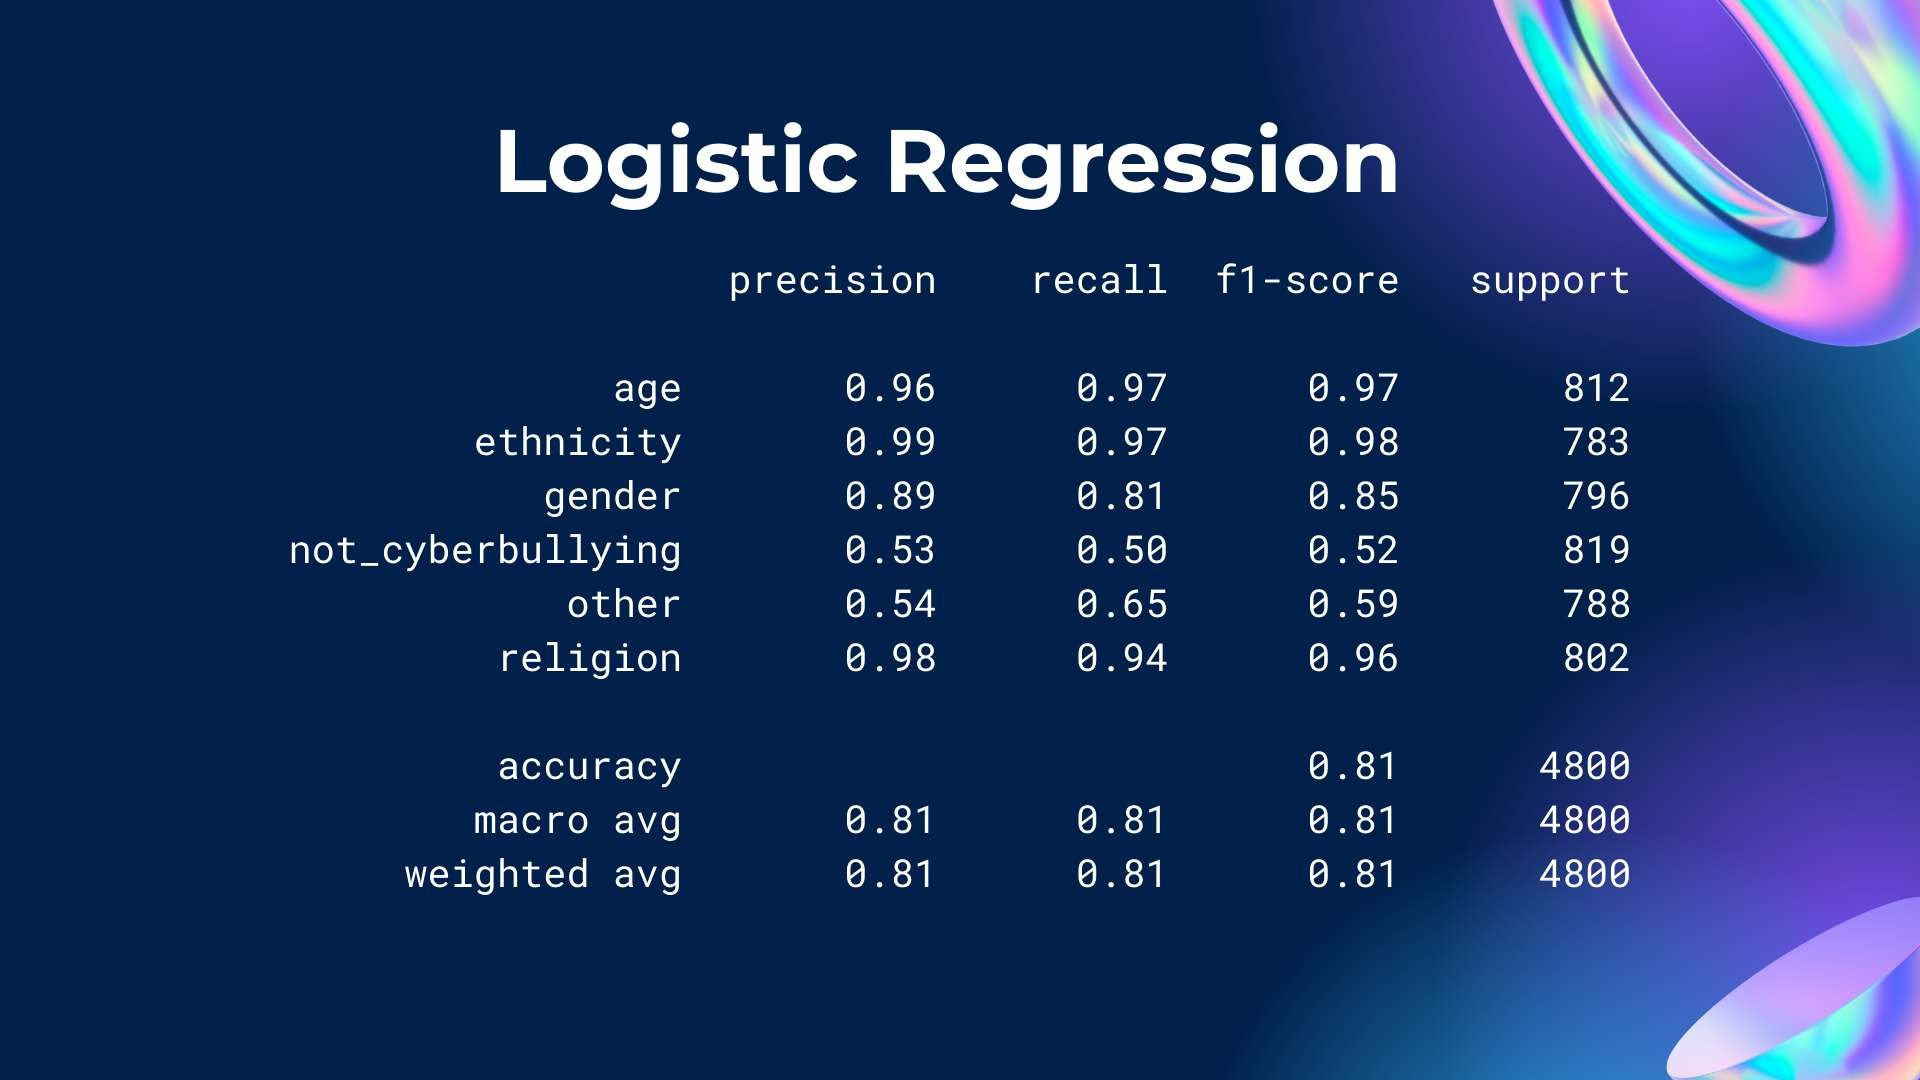 Logistic Regression
precision recall f1-score support
age 0.96 0.97 0.97 812
ethnicity 0.99 0.97 0.98 783
gender 0.89 0.81 0.85 796
not_cyberbullying 0.53 0.50 0.52 819
other 0.54 0.65 0.59 788
religion 0.98 0.94 0.96 802
accuracy 0.81 4800
macro avg 0.81 0.81 0.81 4800
weighted avg 0.81 0.81 0.81 4800